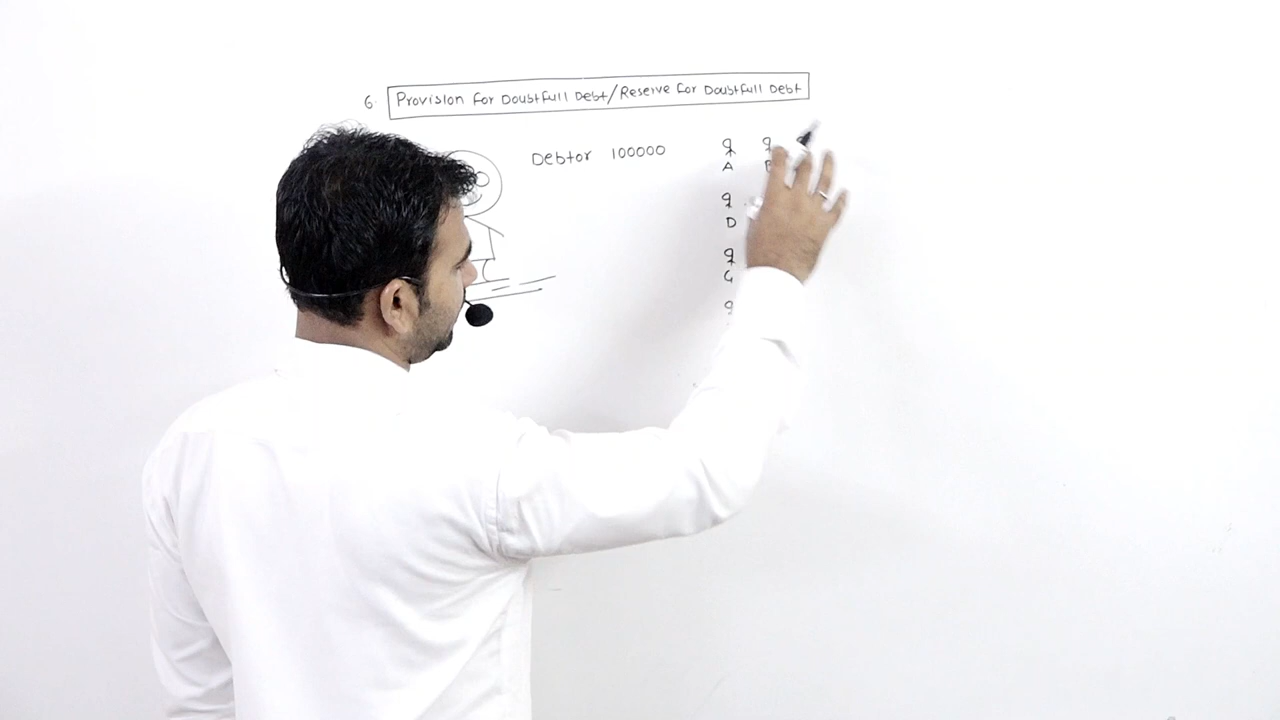 6. Provision For Doubtfull Debt/Reserve For Doubtfull Debt
Debtor 100000
A
D
G